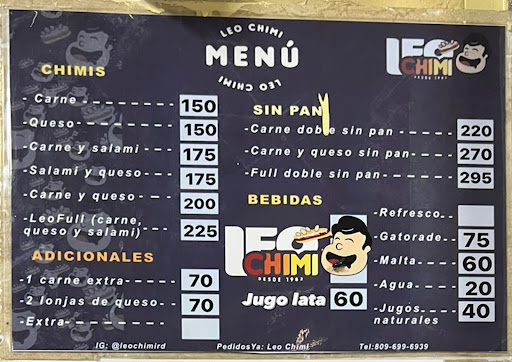 LEO CHIMI
MENÚ
LEO CHIMI
LEO
CHIMI
DESDE 1967
CHIMIS
- Carne ---------- 150
- Queso ---------- 150
- Carne y salami ---- 175
- Salami y queso ---- 175
- Carne y queso ---- 200
-LeoFull (carne,
queso y salami) --- 225
ADICIONALES
-1 carne extra ---- 70
-2 lonjas de queso -- 70
-Extra -----
SIN PAN
-Carne doble sin pan ------ 220
-Carne y queso sin pan ---- 270
-Full doble sin pan ------- 295
BEBIDAS
-Refresco---
-Gatorade-- 75
-Malta---- 60
-Agua---- 20
-Jugos
naturales 40
LEO
CHIMI
DESDE 1967
Jugo lata 60
IG: @leochimird
PedidosYa: Leo Chimi
Tel:809-699-6939